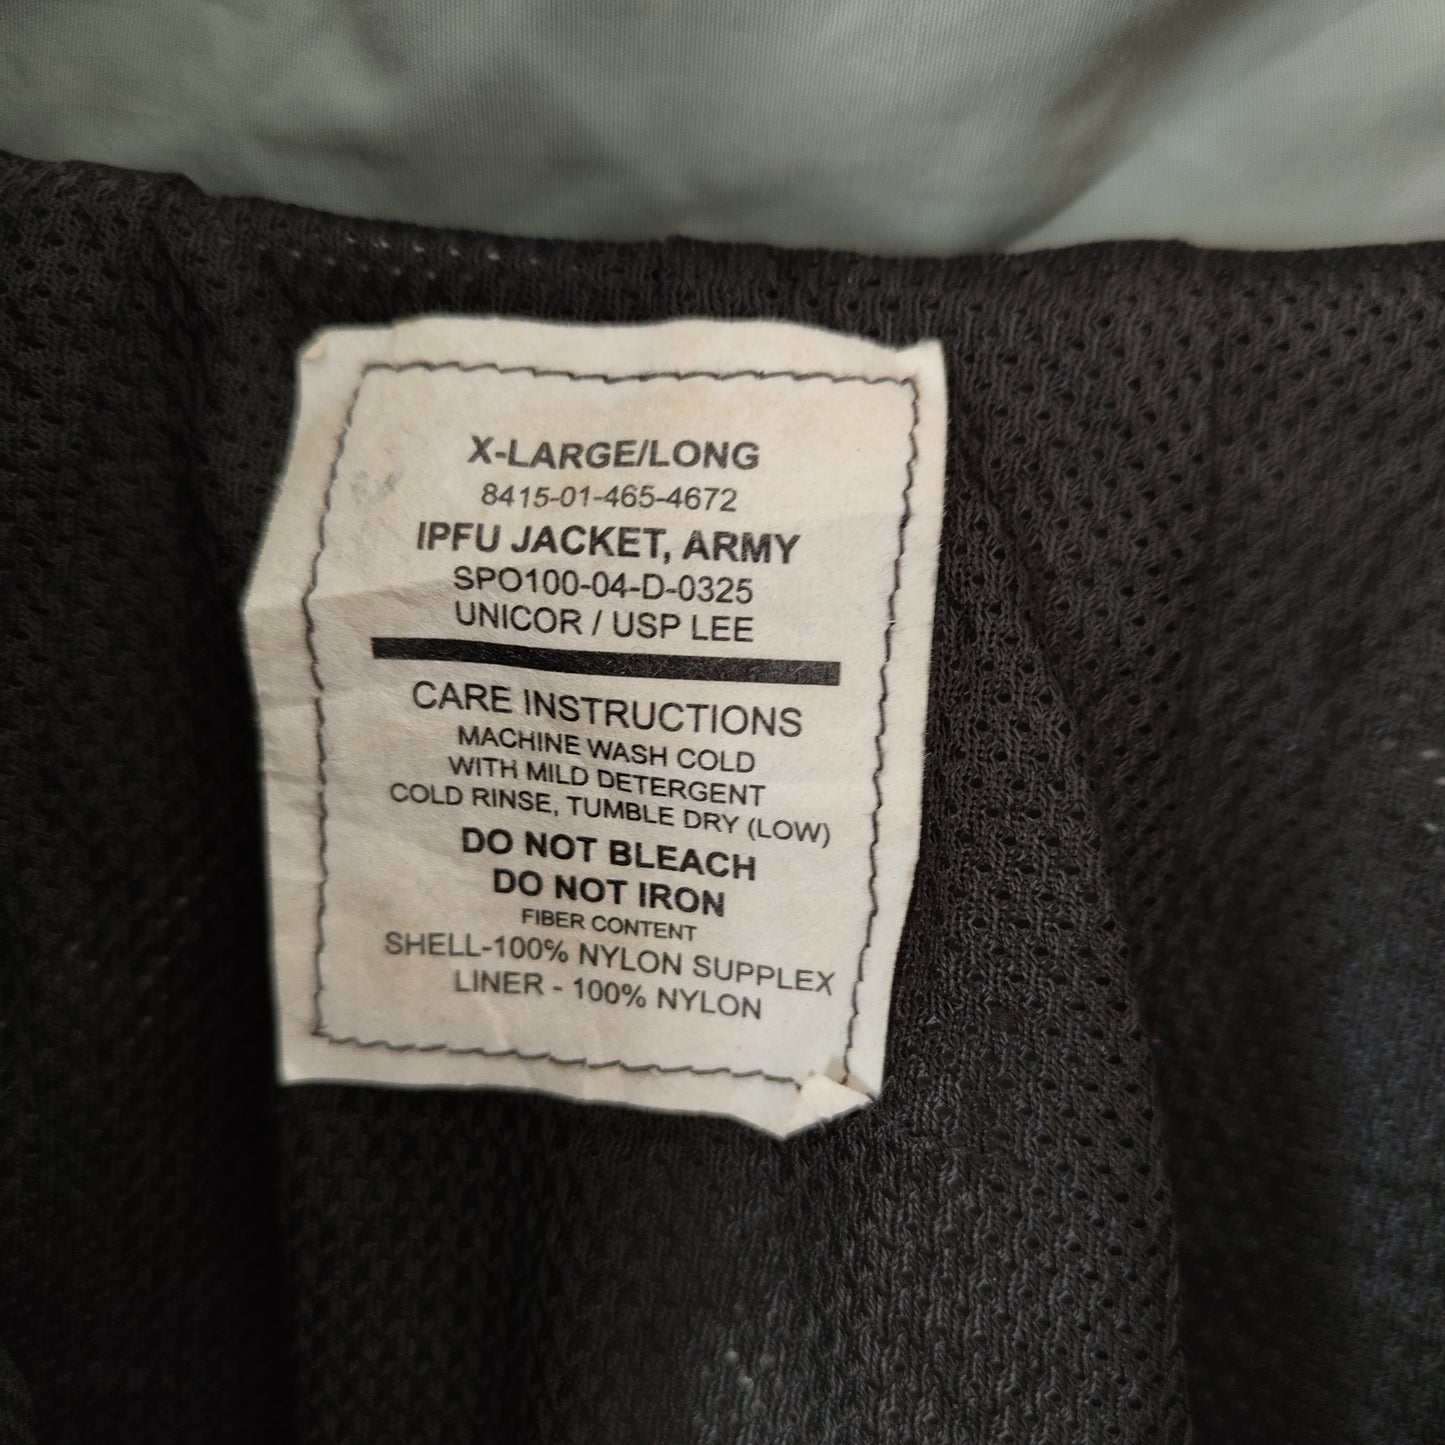 X-LARGE/LONG
8415-01-465-4672
IPFU JACKET, ARMY
SPO100-04-D-0325
UNICOR / USP LEE
CARE INSTRUCTIONS
MACHINE WASH COLD
WITH MILD DETERGENT
COLD RINSE, TUMBLE DRY (LOW)
DO NOT BLEACH
DO NOT IRON
FIBER CONTENT
SHELL-100% NYLON SUPPLEX
LINER - 100% NYLON